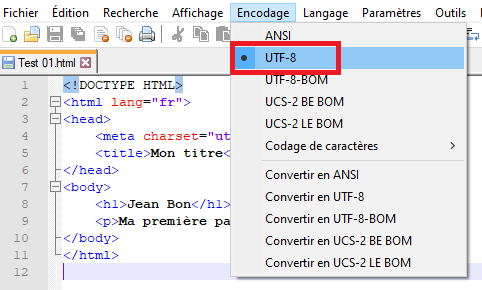 Fichier Édition Recherche Affichage Encodage Langage Paramètres Outils
Test 01.html
ANSI
UTF-8
UTF-8-BOM
UCS-2 BE BOM
UCS-2 LE BOM
Codage de caractères
Convertir en ANSI
Convertir en UTF-8
Convertir en UTF-8-BOM
Convertir en UCS-2 BE BOM
Convertir en UCS-2 LE BOM
1 <!DOCTYPE HTML>
2 <html lang="fr">
3 <head>
4 <meta charset="ut
5 <title>Mon titre<
6 </head>
7 <body>
8 <h1>Jean Bon</h1>
9 <p>Ma première pa
10 </body>
11 </html>
12